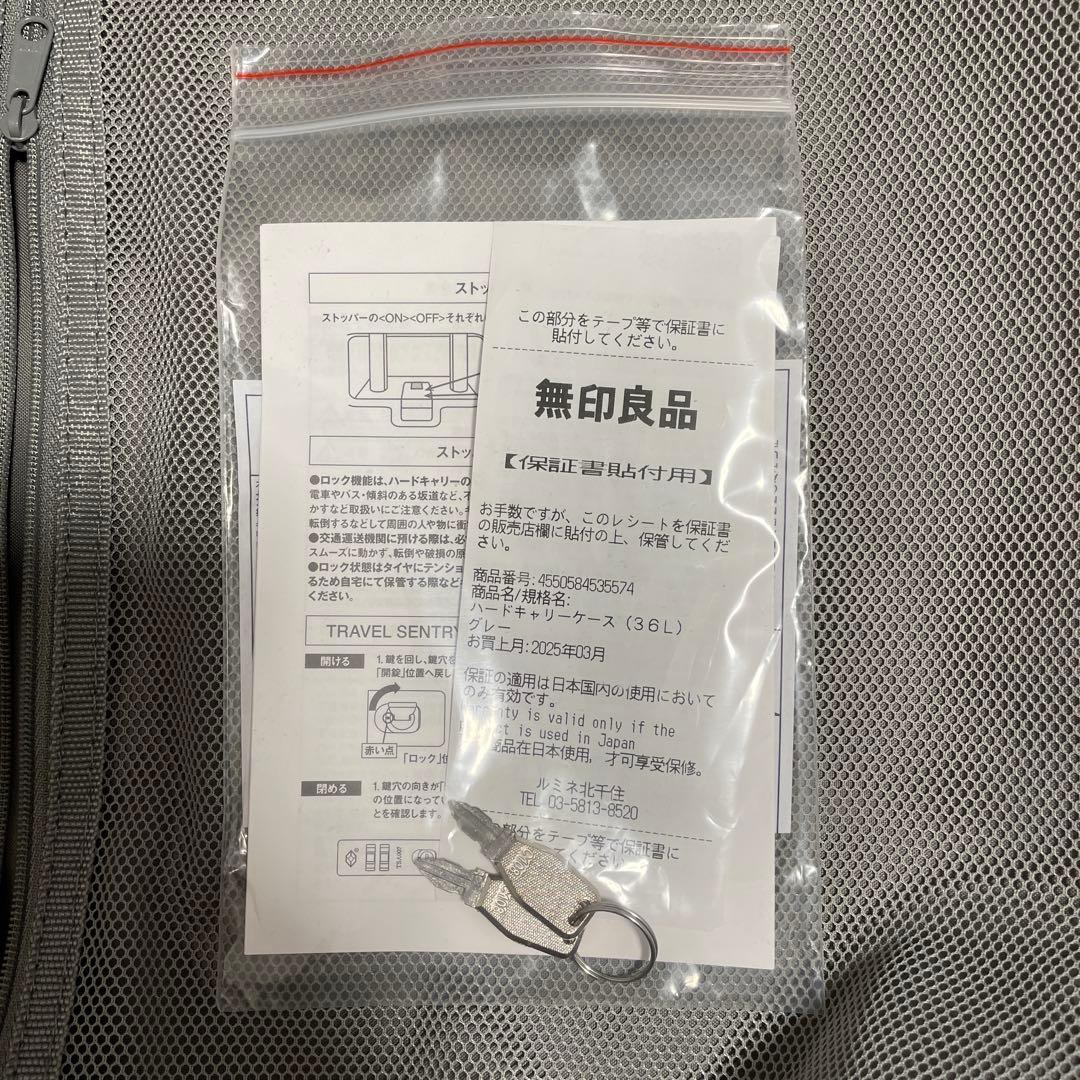 ストッ
ストッパーの<ON><OFF>それぞれ
ストッ
●ロック機能は、ハードキャリーの
電車やバス・傾斜のある坂道など、不
かすなど取扱いにご注意ください。
転倒するなどして周囲の人や物に衝
●交通運送機関に預ける際は、必
スムーズに動かず、転倒や破損の原
●ロック状態はタイヤにテンショ
るため自宅にて保管する際など
ください。
TRAVEL SENTRY
開ける
1. 鍵を回し、鍵穴を
「開錠」位置へ戻し
赤い点
「ロック」位
閉める
1. 鍵穴の向きが「
の位置になってい
とを確認します。
TSA007
この部分をテープ等で保証書に
貼付してください。
無印良品
【保証書貼付用】
お手数ですが、このレシートを保証書
の販売店欄に貼付の上、保管してくだ
さい。
商品番号:4550584535574
商品名/規格名:
ハードキャリーケース（３６Ｌ）
グレー
お買上月:2025年03月
保証の適用は日本国内の使用において
のみ有効です。
is valid only if the
is used in Japan
商品在日本使用，才可享受保修。
ルミネ北千住
TEL 03-5813-8520
部分をテープ等で保証書に
てください